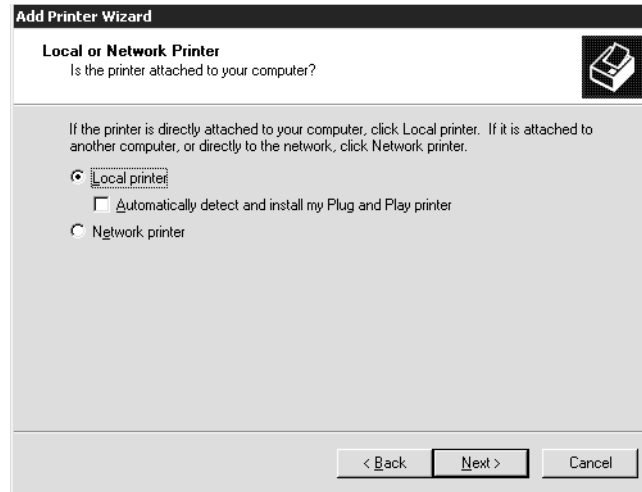 Add Printer Wizard
Local or Network Printer
Is the printer attached to your computer?
If the printer is directly attached to your computer, click Local printer.  If it is attached to
another computer, or directly to the network, click Network printer.
Local printer
Automatically detect and install my Plug and Play printer
Network printer
< Back
Next >
Cancel